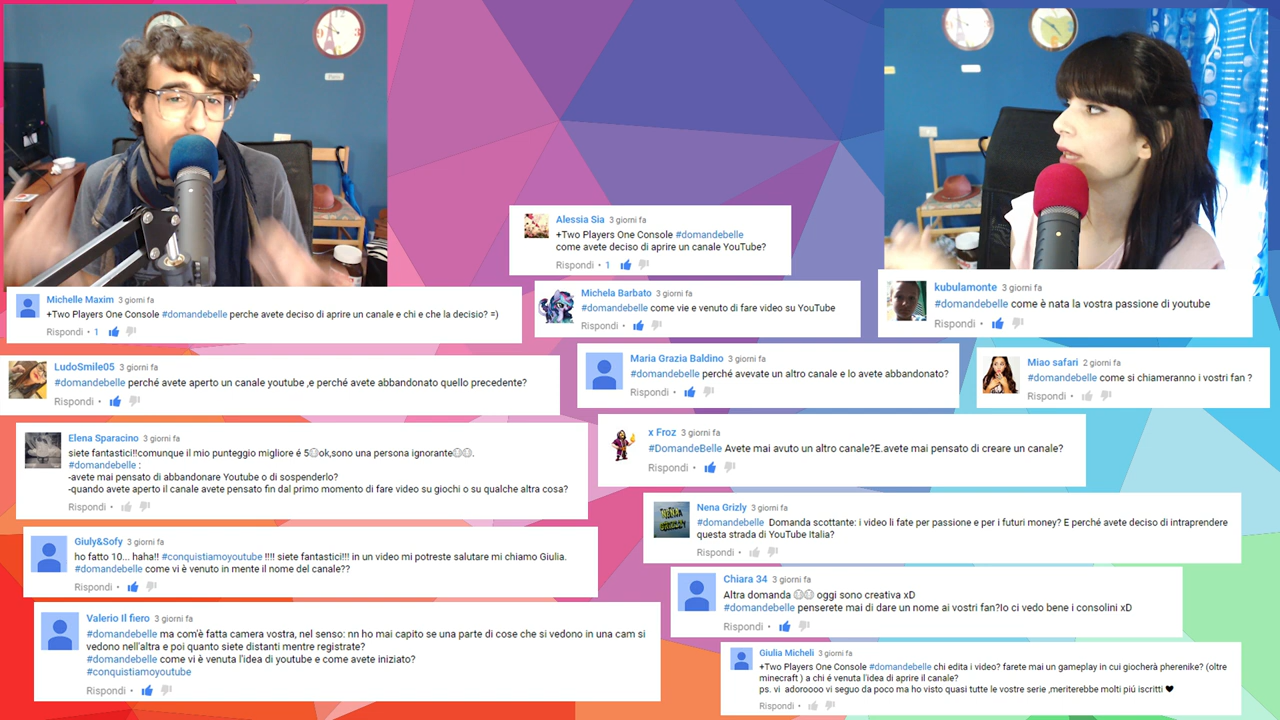 Alessia Sia 3 giorni fa
+Two Players One Console #domandebelle
come avete deciso di aprire un canale YouTube?
Rispondi • 1
Michelle Maxim 3 giorni fa
+Two Players One Console #domandebelle perche avete deciso di aprire un canale e chi e che la decisio? =)
Rispondi • 1
Michela Barbato 3 giorni fa
#domandebelle come vie e venuto di fare video su YouTube
Rispondi •
kubulamonte 3 giorni fa
#domandebelle come è nata la vostra passione di youtube
Rispondi •
LudoSmile05 3 giorni fa
#domandebelle perché avete aperto un canale youtube ,e perché avete abbandonato quello precedente?
Rispondi •
Maria Grazia Baldino 3 giorni fa
#domandebelle perché avevate un altro canale e lo avete abbandonato?
Rispondi •
Miao safari 2 giorni fa
#domandebelle come si chiameranno i vostri fan ?
Rispondi •
Elena Sparacino 3 giorni fa
siete fantastici!!comunque il mio punteggio migliore é 5ok,sono una persona ignorante.
#domandebelle :
-avete mai pensato di abbandonare Youtube o di sospenderlo?
-quando avete aperto il canale avete pensato fin dal primo momento di fare video su giochi o su qualche altra cosa?
Rispondi •
x Froz 3 giorni fa
#DomandeBelle Avete mai avuto un altro canale?E.avete mai pensato di creare un canale?
Rispondi •
Nena Grizly 3 giorni fa
#domandebelle Domanda scottante: i video li fate per passione e per i futuri money? E perché avete deciso di intraprendere
questa strada di YouTube Italia?
Rispondi •
Giuly&Sofy 3 giorni fa
ho fatto 10... haha!! #conquistiamoyoutube !!!! siete fantastici!!! in un video mi potreste salutare mi chiamo Giulia.
#domandebelle come vi è venuto in mente il nome del canale??
Rispondi •
Chiara 34 3 giorni fa
Altra domanda oggi sono creativa xD
#domandebelle penserete mai di dare un nome ai vostri fan?Io ci vedo bene i consolini xD
Rispondi •
Valerio Il fiero 3 giorni fa
#domandebelle ma com'è fatta camera vostra, nel senso: nn ho mai capito se una parte di cose che si vedono in una cam si
vedono nell'altra e poi quanto siete distanti mentre registrate?
#domandebelle come vi è venuta l'idea di youtube e come avete iniziato?
#conquistiamoyoutube
Rispondi •
Giulia Micheli 3 giorni fa
+Two Players One Console #domandebelle chi edita i video? farete mai un gameplay in cui giocherà pherenike? (oltre
minecraft ) a chi é venuta l'idea di aprire il canale?
ps. vi adoroooo vi seguo da poco ma ho visto quasi tutte le vostre serie ,meriterebbe molti piú iscritti ❤
Rispondi •